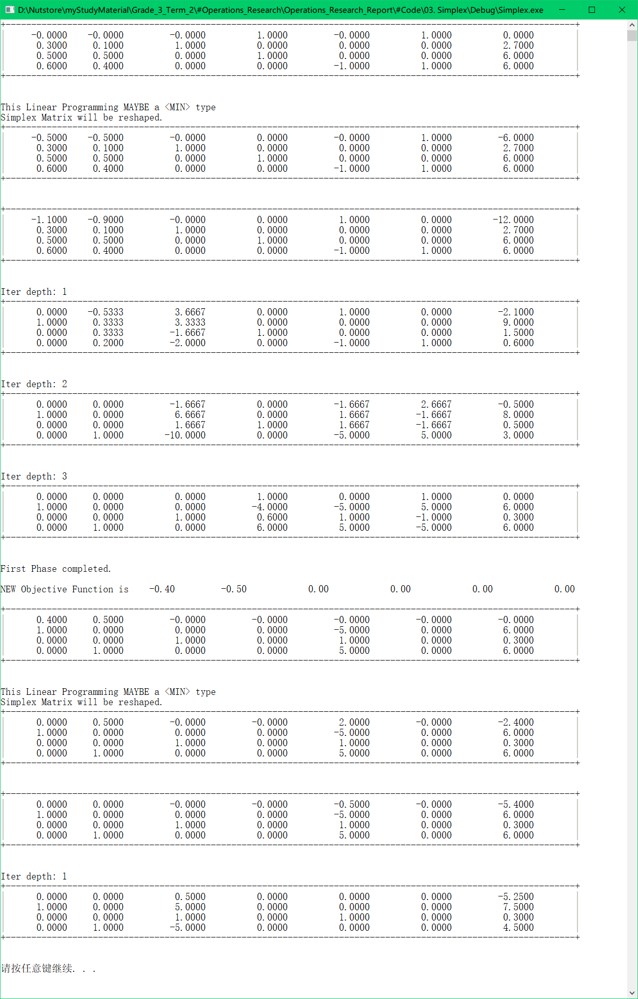 D:\Nutstore\myStudyMaterial\Grade_3_Term_2\#Operations_Research\Operations_Research_Report\#Code\03. Simplex\Debug\Simplex.exe
-0.0000 -0.0000 -0.0000 1.0000 -0.0000 1.0000 0.0000
0.3000 0.1000 1.0000 0.0000 0.0000 0.0000 2.7000
0.5000 0.5000 0.0000 1.0000 0.0000 0.0000 6.0000
0.6000 0.4000 0.0000 0.0000 -1.0000 1.0000 6.0000
This Linear Programming MAYBE a <MIN> type
Simplex Matrix will be reshaped.
-0.5000 -0.5000 -0.0000 0.0000 -0.0000 1.0000 -6.0000
0.3000 0.1000 1.0000 0.0000 0.0000 0.0000 2.7000
0.5000 0.5000 0.0000 1.0000 0.0000 0.0000 6.0000
0.6000 0.4000 0.0000 0.0000 -1.0000 1.0000 6.0000
-1.1000 -0.9000 -0.0000 0.0000 1.0000 0.0000 -12.0000
0.3000 0.1000 1.0000 0.0000 0.0000 0.0000 2.7000
0.5000 0.5000 0.0000 1.0000 0.0000 0.0000 6.0000
0.6000 0.4000 0.0000 0.0000 -1.0000 1.0000 6.0000
Iter depth: 1
0.0000 -0.5333 3.6667 0.0000 1.0000 0.0000 -2.1000
1.0000 0.3333 3.3333 0.0000 0.0000 0.0000 9.0000
0.0000 0.3333 -1.6667 1.0000 0.0000 0.0000 1.5000
0.0000 0.2000 -2.0000 0.0000 -1.0000 1.0000 0.6000
Iter depth: 2
0.0000 0.0000 -1.6667 0.0000 -1.6667 2.6667 -0.5000
1.0000 0.0000 6.6667 0.0000 1.6667 -1.6667 8.0000
0.0000 0.0000 1.6667 1.0000 1.6667 -1.6667 0.5000
0.0000 1.0000 -10.0000 0.0000 -5.0000 5.0000 3.0000
Iter depth: 3
0.0000 0.0000 0.0000 1.0000 0.0000 1.0000 0.0000
1.0000 0.0000 0.0000 -4.0000 -5.0000 5.0000 6.0000
0.0000 0.0000 1.0000 0.6000 1.0000 -1.0000 0.3000
0.0000 1.0000 0.0000 6.0000 5.0000 -5.0000 6.0000
First Phase completed.
NEW Objective Function is -0.40 -0.50 0.00 0.00 0.00 0.00
0.4000 0.5000 -0.0000 -0.0000 -0.0000 -0.0000 -0.0000
1.0000 0.0000 0.0000 0.0000 -5.0000 0.0000 6.0000
0.0000 0.0000 1.0000 0.0000 1.0000 0.0000 0.3000
0.0000 1.0000 0.0000 0.0000 5.0000 0.0000 6.0000
This Linear Programming MAYBE a <MIN> type
Simplex Matrix will be reshaped.
0.0000 0.5000 -0.0000 -0.0000 2.0000 -0.0000 -2.4000
1.0000 0.0000 0.0000 0.0000 -5.0000 0.0000 6.0000
0.0000 0.0000 1.0000 0.0000 1.0000 0.0000 0.3000
0.0000 1.0000 0.0000 0.0000 5.0000 0.0000 6.0000
0.0000 0.0000 -0.0000 -0.0000 -0.5000 -0.0000 -5.4000
1.0000 0.0000 0.0000 0.0000 -5.0000 0.0000 6.0000
0.0000 0.0000 1.0000 0.0000 1.0000 0.0000 0.3000
0.0000 1.0000 0.0000 0.0000 5.0000 0.0000 6.0000
Iter depth: 1
0.0000 0.0000 0.5000 0.0000 0.0000 0.0000 -5.2500
1.0000 0.0000 5.0000 0.0000 0.0000 0.0000 7.5000
0.0000 0.0000 1.0000 0.0000 1.0000 0.0000 0.3000
0.0000 1.0000 -5.0000 0.0000 0.0000 0.0000 4.5000
请按任意键继续. . .